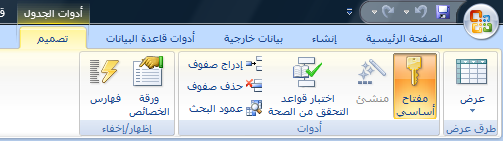 أدوات الجدول
الصفحة الرئيسية
إنشاء
بيانات خارجية
أدوات قاعدة البيانات
تصميم
عرض
طرق عرض
مفتاح
أساسي
منشئ
اختبار قواعد
التحقق من الصحة
إدراج صفوف
حذف صفوف
عمود البحث
أدوات
ورقة
الخصائص
فهارس
إظهار/إخفاء